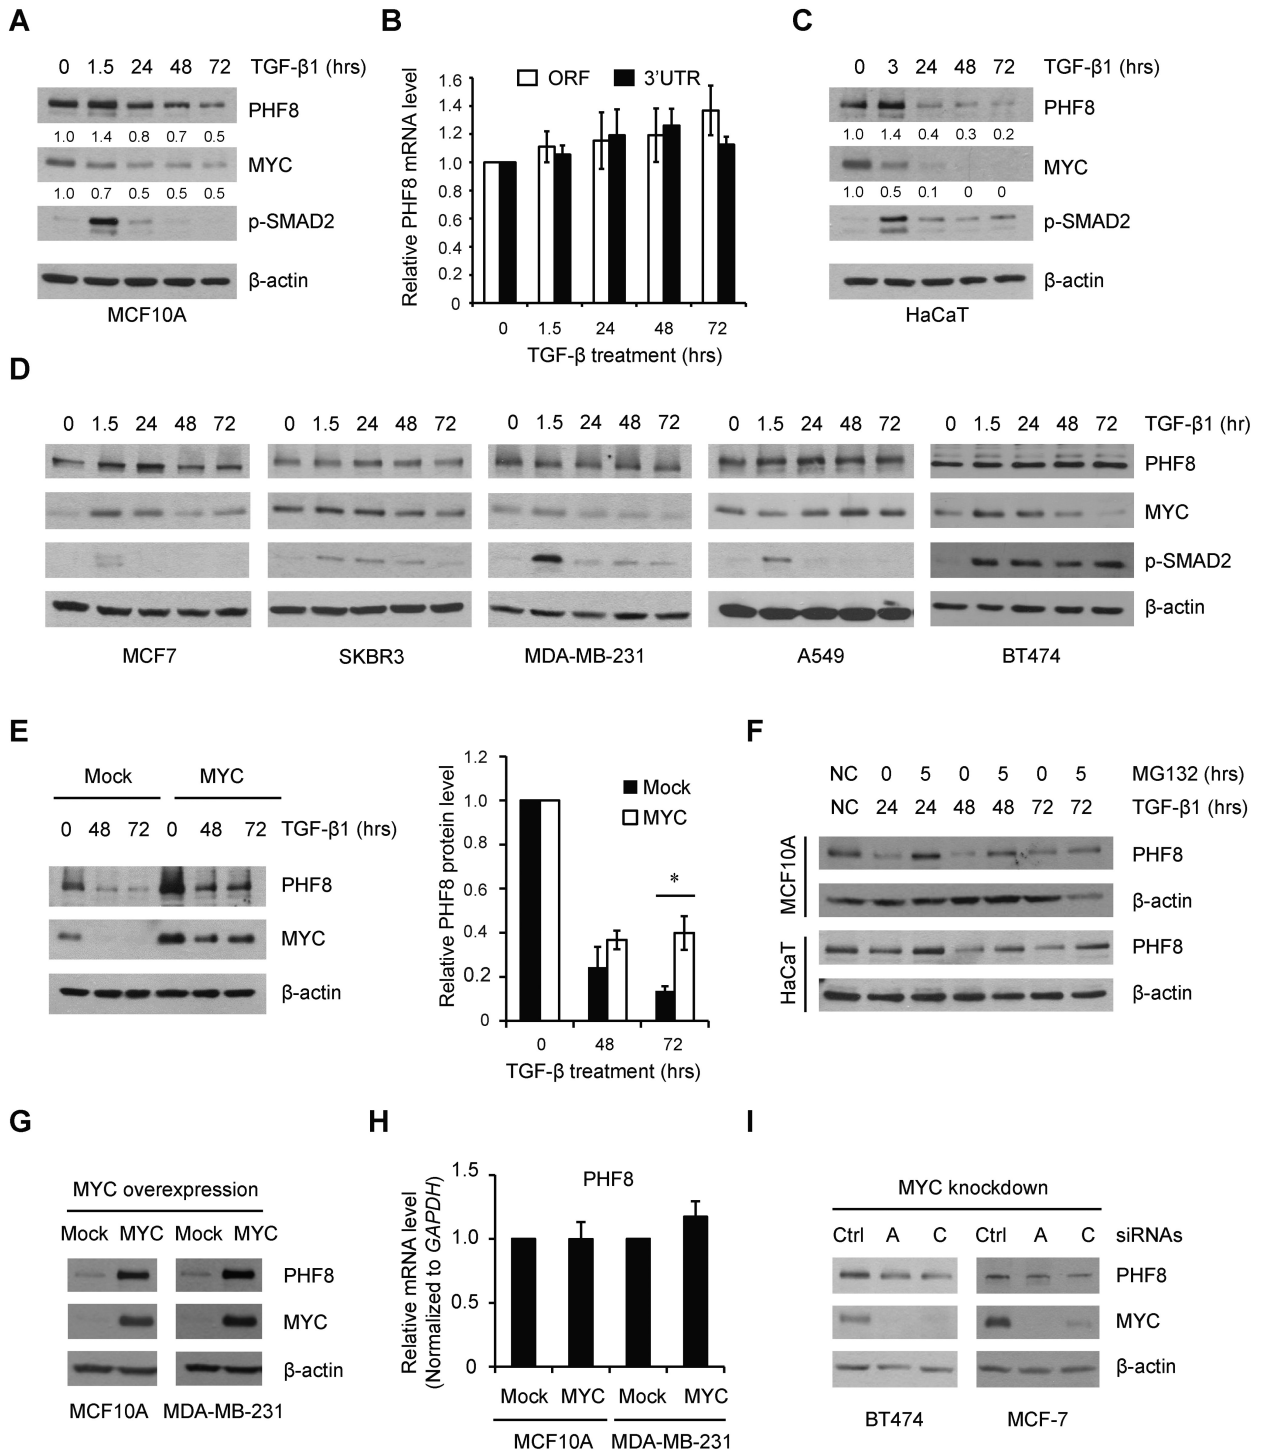 A
0 1.5 24 48 72 TGF-β1 (hrs)
PHF8
1.0 1.4 0.8 0.7 0.5
MYC
1.0 0.7 0.5 0.5 0.5
p-SMAD2
β-actin
MCF10A
B
Relative PHF8 mRNA level
ORF 3'UTR
1.6
1.4
1.2
1.0
0.8
0.6
0.4
0.2
0
0 1.5 24 48 72
TGF-β treatment (hrs)
C
0 3 24 48 72 TGF-β1 (hrs)
PHF8
1.0 1.4 0.4 0.3 0.2
MYC
1.0 0.5 0.1 0 0
p-SMAD2
β-actin
HaCaT
D
0 1.5 24 48 72 0 1.5 24 48 72 0 1.5 24 48 72 0 1.5 24 48 72 0 1.5 24 48 72 TGF-β1 (hr)
PHF8
MYC
p-SMAD2
β-actin
MCF7 SKBR3 MDA-MB-231 A549 BT474
E
Mock MYC
0 48 72 0 48 72 TGF-β1 (hrs)
PHF8
MYC
β-actin
Relative PHF8 protein level
1.2
1.0
0.8
0.6
0.4
0.2
0
Mock
MYC
*
0 48 72
TGF-β treatment (hrs)
F
NC 0 5 0 5 0 5 MG132 (hrs)
NC 24 24 48 48 72 72 TGF-β1 (hrs)
MCF10A
PHF8
β-actin
HaCaT
PHF8
β-actin
G
MYC overexpression
Mock MYC Mock MYC
PHF8
MYC
β-actin
MCF10A MDA-MB-231
H
Relative mRNA level
(Normalized to GAPDH)
PHF8
1.5
1.0
0.5
0
Mock MYC Mock MYC
MCF10A MDA-MB-231
I
MYC knockdown
Ctrl A C Ctrl A C siRNAs
PHF8
MYC
β-actin
BT474 MCF-7